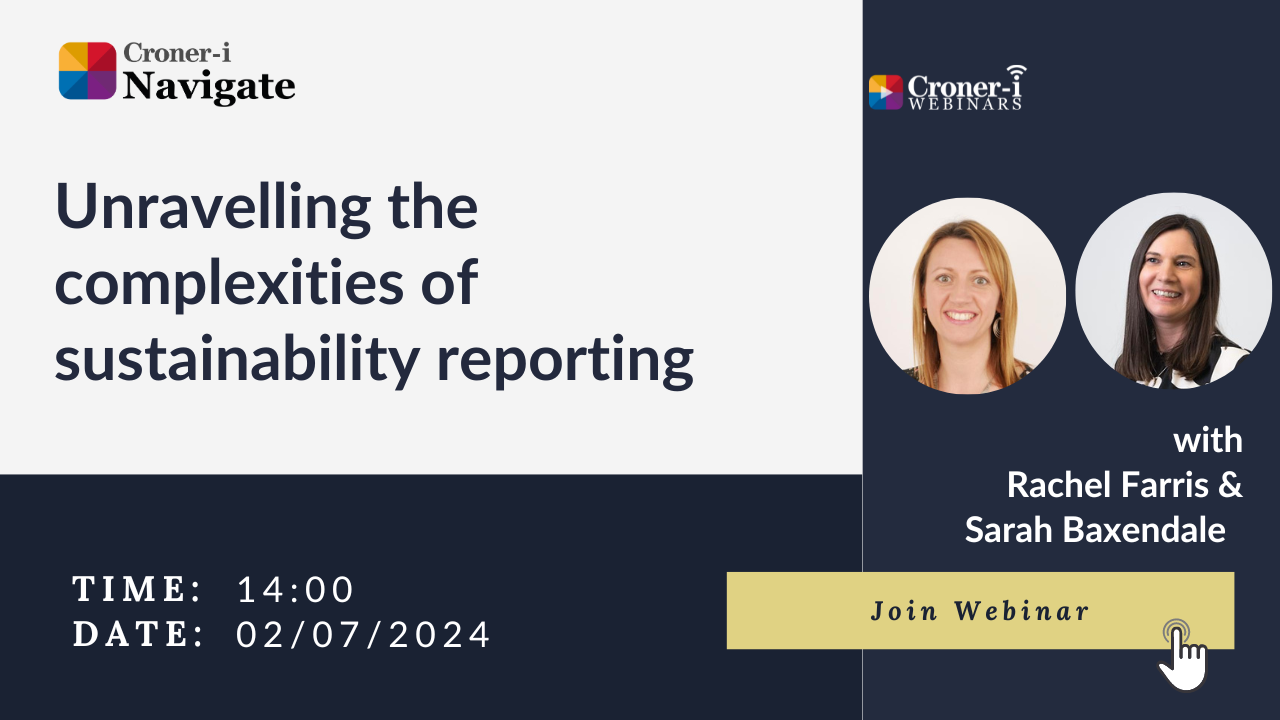 Croner-i
Navigate
Unravelling the
complexities of
sustainability reporting
TIME: 14:00
DATE: 02/07/2024
Croner-i
WEBINARS
with
Rachel Farris &
Sarah Baxendale
Join Webinar